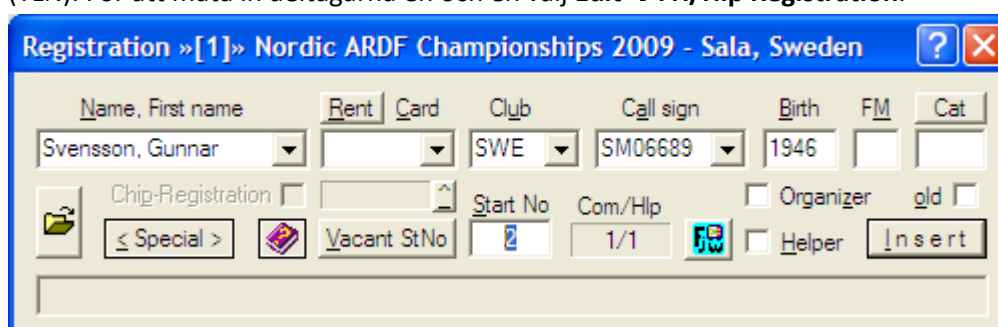 För att mata in deltagarna en och en välj Edit Registration.
Registration »[1]» Nordic ARDF Championships 2009 - Sala, Sweden
Name, First name Rent Card Club Call sign Birth FM Cat
Svensson, Gunnar SWE SM06689 1946
Chip-Registration Start No Com/Hlp Organizer old
< Special > Vacant StNo 2 1/1 Helper Insert